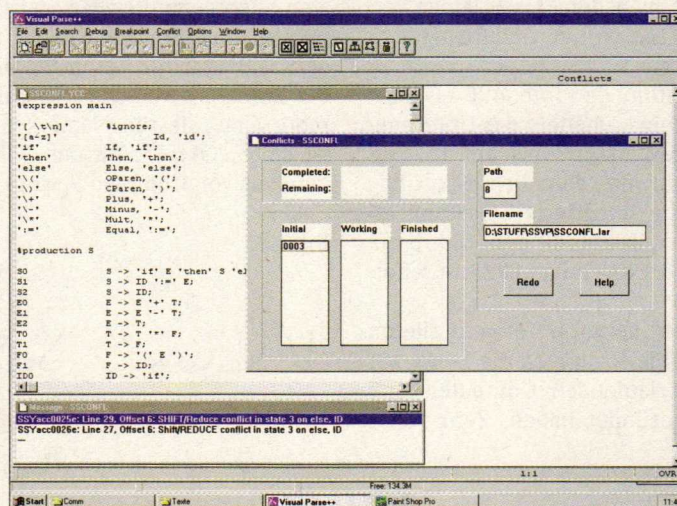 Visual Parse++
File Edit Search Debug Breakpoint Conflict Options Window Help
Conflicts
SSCONFL.YCC
%expression main
'[ \t\n]' %ignore;
'[a-z]' Id, 'id';
'if' If, 'if';
'then' Then, 'then';
'else' Else, 'else';
'\(' OParen, '(';
'\)' CParen, ')';
'\+' Plus, '+';
'\-' Minus, '-';
'\*' Mult, '*';
':=' Equal, ':=';
%production S
S0 S -> 'if' E 'then' S 'el
S1 S -> ID ':=' E;
S2 S -> ID;
E0 E -> E '+' T;
E1 E -> E '-' T;
E2 E -> T;
T0 T -> T '*' F;
T1 T -> F;
F0 F -> '(' E ')';
F1 F -> ID;
ID0 ID -> 'if';
Conflicts - SSCONFL
Completed:
Remaining:
Initial Working Finished
0003
Path
8
Filename
D:\STUFF\SSVP\SSCONFL.lar
Redo Help
Message - SSCONFL
SSYacc0025e: Line 29, Offset 6: SHIFT/Reduce conflict in state 3 on else, ID
SSYacc0026e: Line 27, Offset 6: Shift/REDUCE conflict in state 3 on else, ID
1:1 OVR
Free: 134.3M
Start Comm Texte Visual Parse++ Paint Shop Pro 11:4